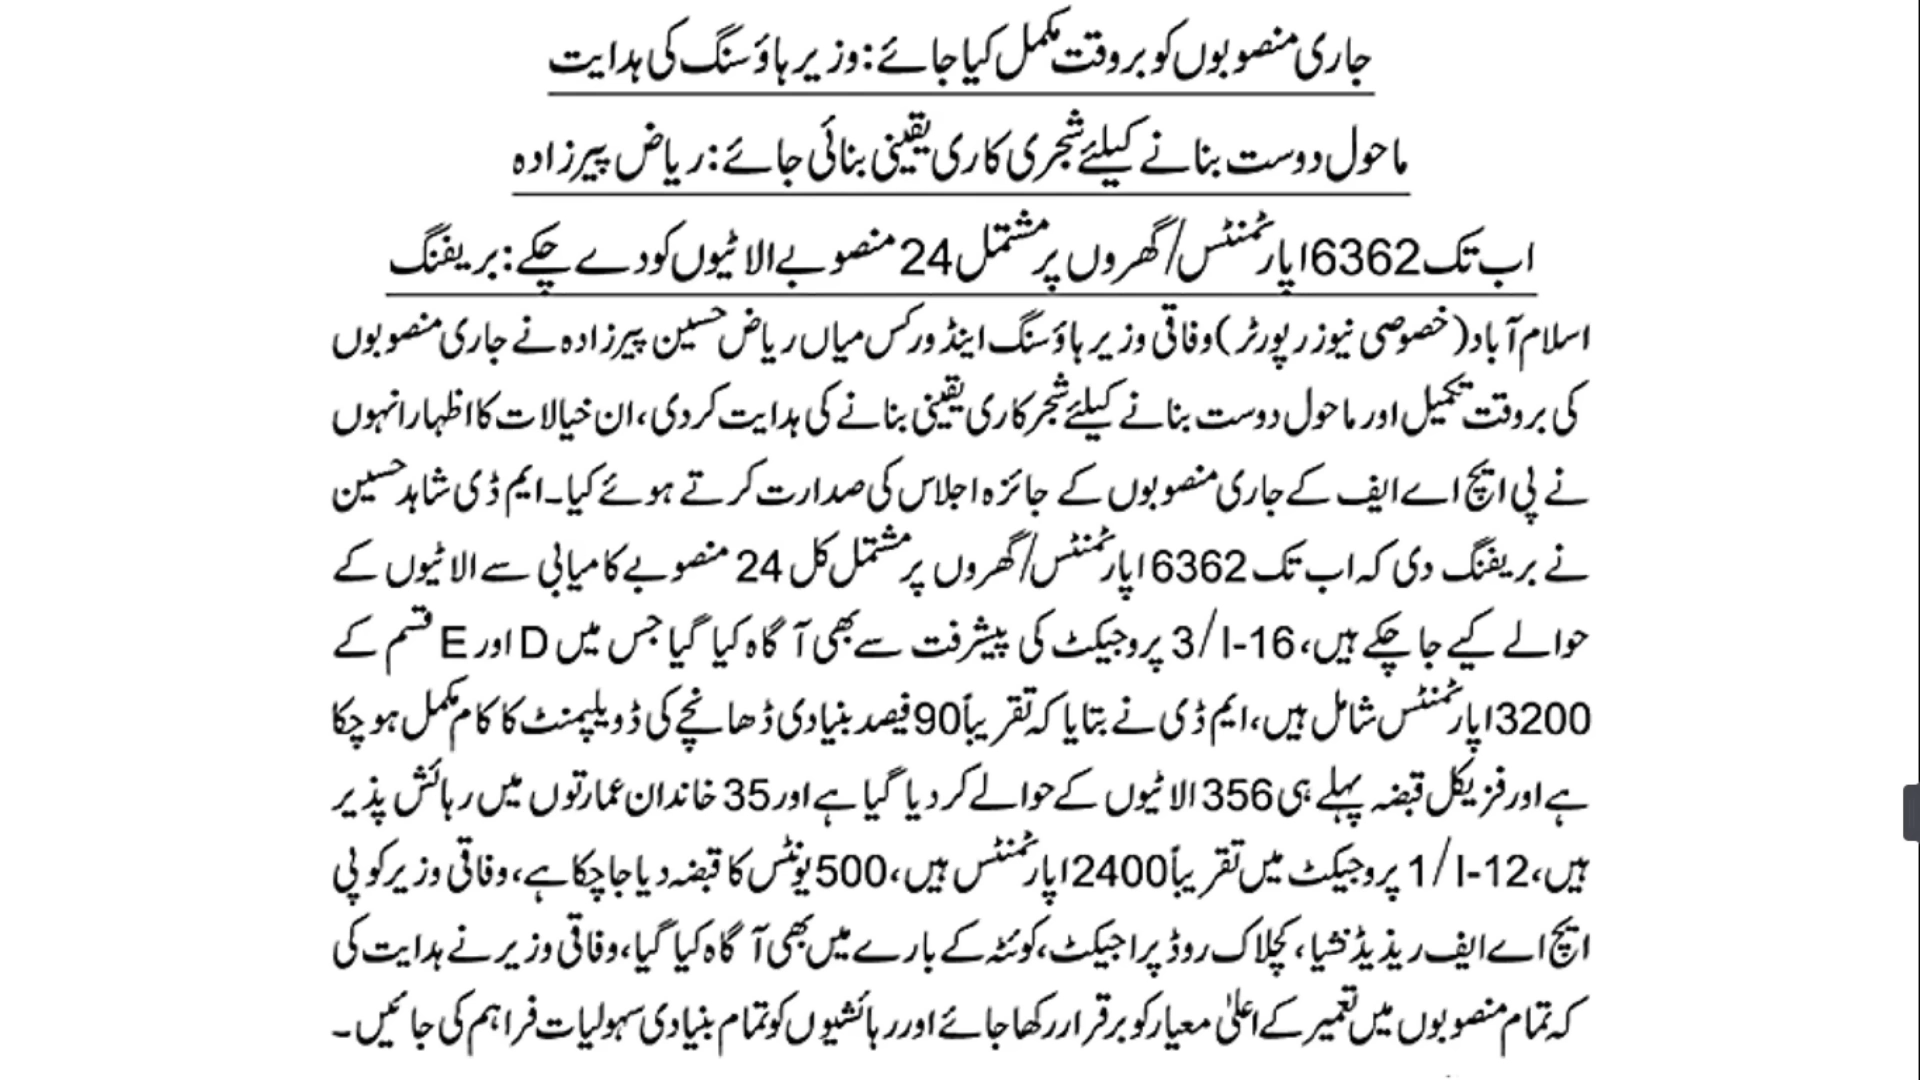 جاری منصوبوں کو بروقت مکمل کیا جائے: وزیر ہاؤسنگ کی ہدایت
ماحول دوست بنانے کیلئے شجری کاری یقینی بنائی جائے: ریاض پیرزادہ
اب تک 6362 اپارٹمنٹس/گھروں پر مشتمل 24 منصوبے الاٹیوں کو دے چکے: بریفنگ
اسلام آباد (خصوصی نیوز رپورٹر) وفاقی وزیر ہاؤسنگ اینڈ ورکس میاں ریاض حسین پیرزادہ نے جاری منصوبوں
کی بروقت تکمیل اور ماحول دوست بنانے کیلئے شجرکاری یقینی بنانے کی ہدایت کردی، ان خیالات کا اظہار انہوں
نے پی ایچ اے ایف کے جاری منصوبوں کے جائزہ اجلاس کی صدارت کرتے ہوئے کیا۔ ایم ڈی شاہد حسین
نے بریفنگ دی کہ اب تک 6362 اپارٹمنٹس/گھروں پر مشتمل کل 24 منصوبے کامیابی سے الاٹیوں کے
حوالے کیے جا چکے ہیں، I-16/3 پروجیکٹ کی پیشرفت سے بھی آگاہ کیا گیا جس میں D اور E قسم کے
3200 اپارٹمنٹس شامل ہیں، ایم ڈی نے بتایا کہ تقریباً 90 فیصد بنیادی ڈھانچے کی ڈویلپمنٹ کا کام مکمل ہو چکا
ہے اور فزیکل قبضہ پہلے ہی 356 الاٹیوں کے حوالے کر دیا گیا ہے اور 35 خاندان عمارتوں میں رہائش پذیر
ہیں، I-12/1 پروجیکٹ میں تقریباً 2400 اپارٹمنٹس ہیں، 500 یونٹس کا قبضہ دیا جا چکا ہے، وفاقی وزیر کو پی
ایچ اے ایف ریذیڈنشیا، کچلاک روڈ پراجیکٹ، کوئٹہ کے بارے میں بھی آگاہ کیا گیا، وفاقی وزیر نے ہدایت کی
کہ تمام منصوبوں میں تعمیر کے اعلیٰ معیار کو برقرار رکھا جائے اور رہائشیوں کو تمام بنیادی سہولیات فراہم کی جائیں۔